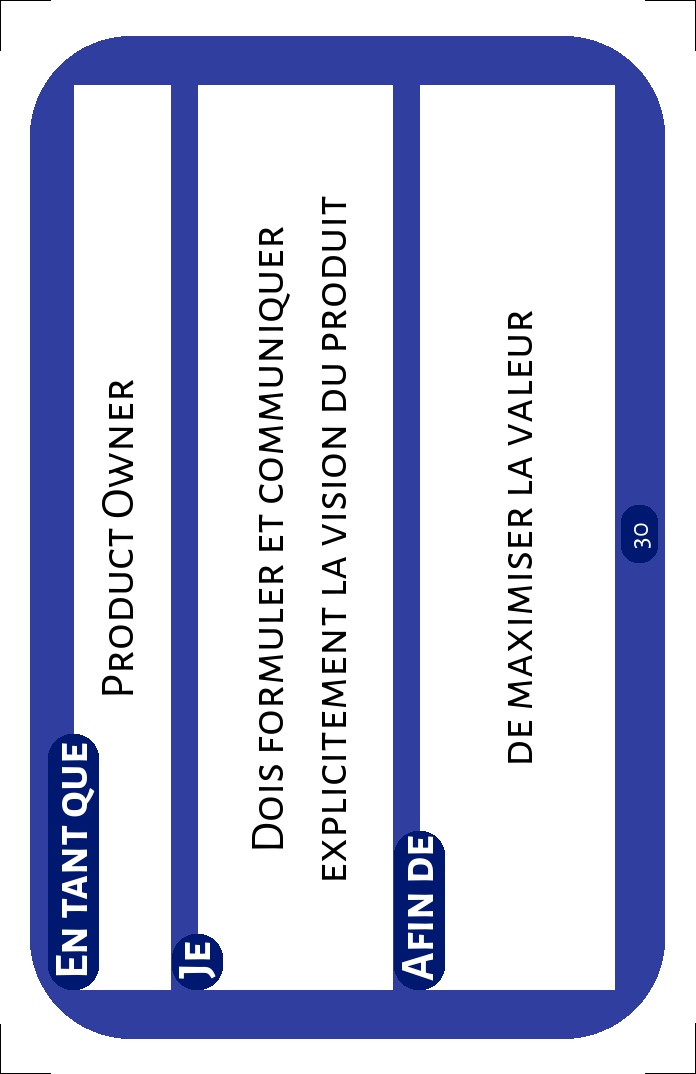 En tant que
Product Owner
Je
Dois formuler et communiquer
explicitement la vision du produit
Afin de
de maximiser la valeur
30